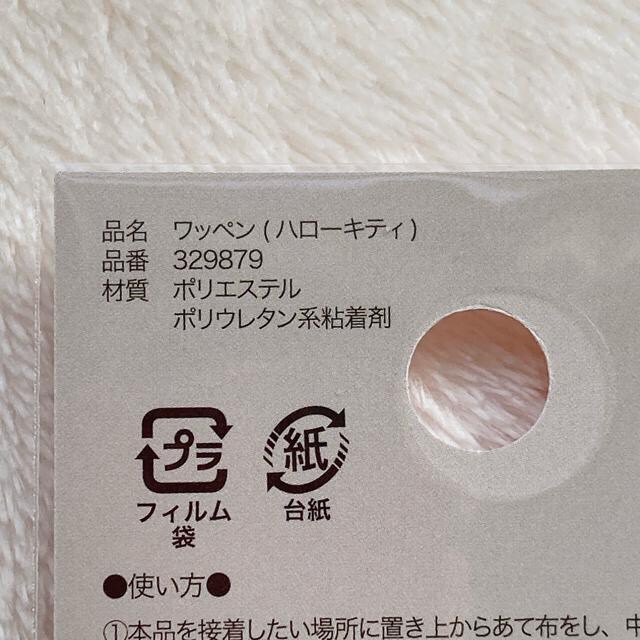 品名 ワッペン(ハローキティ)
品番 329879
材質 ポリエステル
ポリウレタン系粘着剤
プラ 紙
フィルム 台紙
袋
●使い方●
①本品を接着したい場所に置き上からあて布をし、中